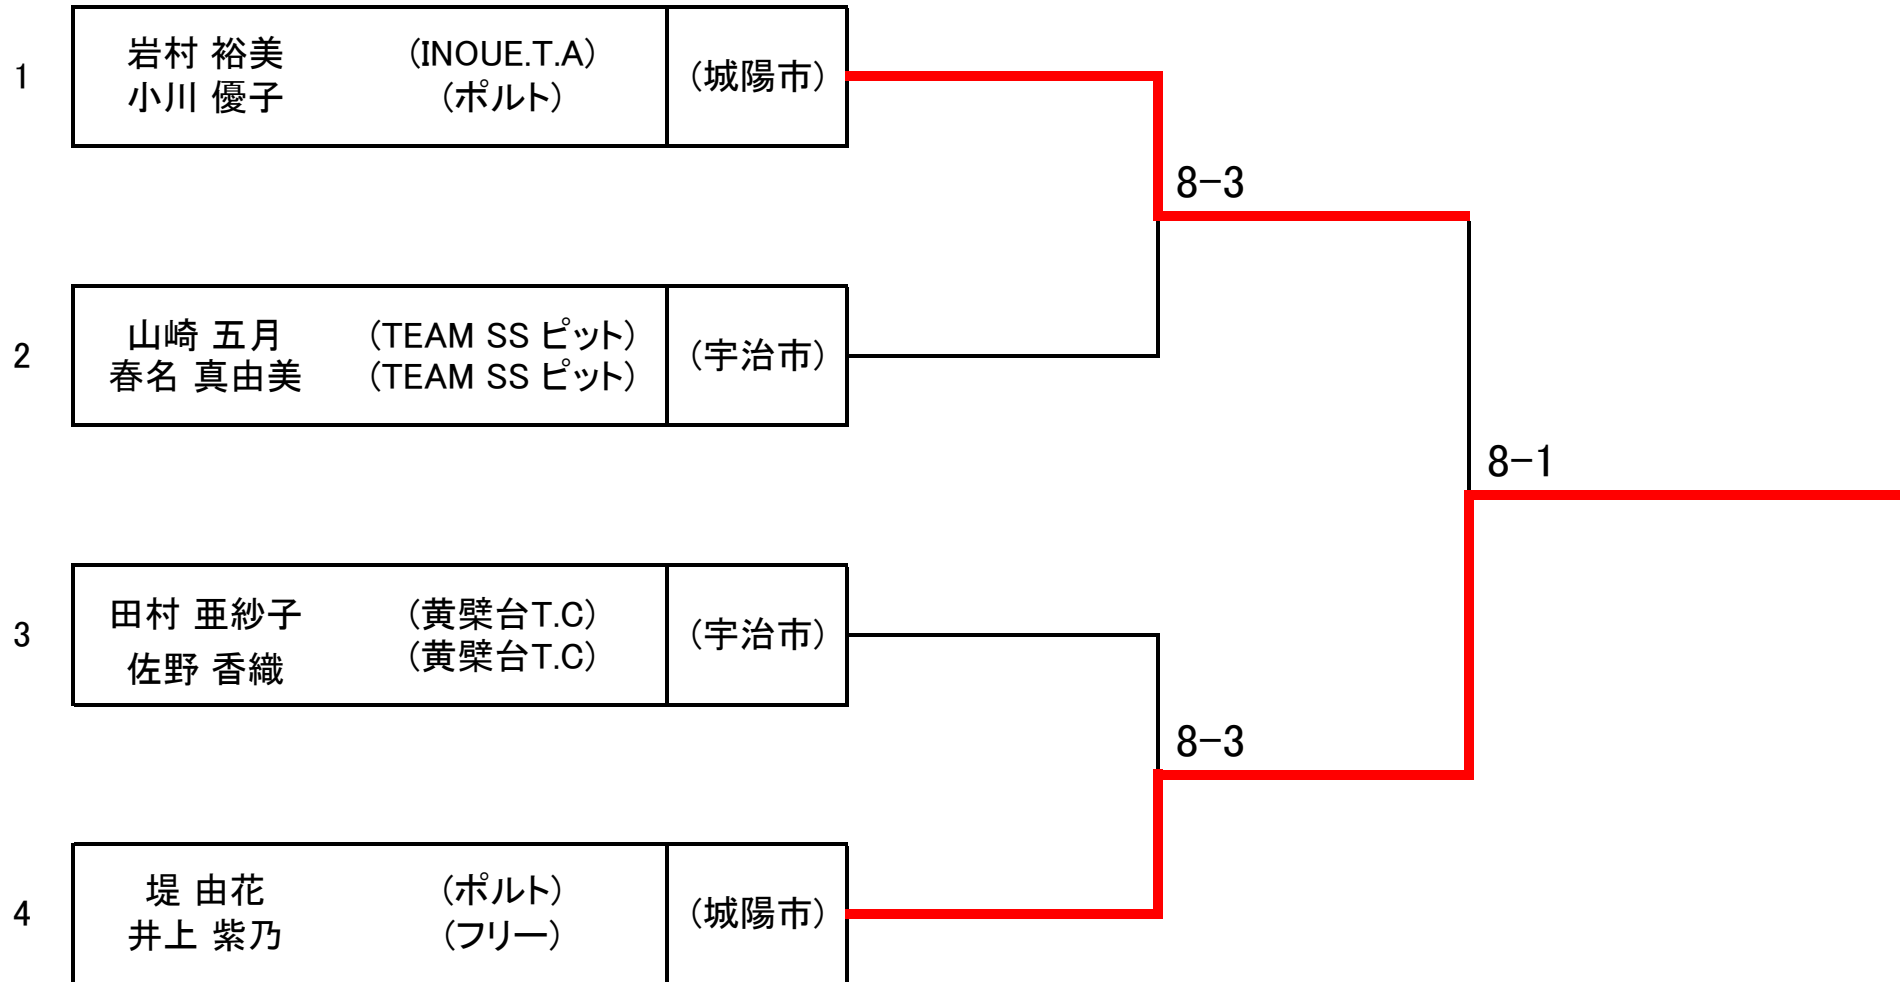 1
岩村 裕美 (INOUE.T.A)
小川 優子 (ポルト)
(城陽市)
8-3
2
山崎 五月 (TEAM SS ピット)
春名 真由美 (TEAM SS ピット)
(宇治市)
8-1
3
田村 亜紗子 (黄檗台T.C)
佐野 香織 (黄檗台T.C)
(宇治市)
8-3
4
堤 由花 (ポルト)
井上 紫乃 (フリー)
(城陽市)